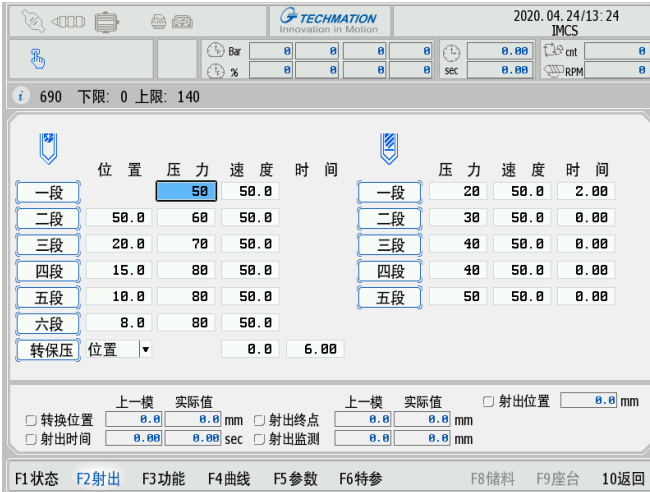 TECHMATION
Innovation in Motion
2020.04.24/13:24
IMCS
Bar 0 0 0 0 0.00 cnt 0
% 0 0 0 0 sec 0.00 RPM 0
i 690 下限: 0 上限: 140
位 置 压 力 速 度 时 间 压 力 速 度 时 间
一段 50 50.0 一段 20 50.0 2.00
二段 50.0 60 50.0 二段 30 50.0 0.00
三段 20.0 70 50.0 三段 40 50.0 0.00
四段 15.0 80 50.0 四段 40 50.0 0.00
五段 10.0 80 50.0 五段 50 50.0 0.00
六段 8.0 80 50.0
转保压 位置 0.0 6.00
上一模 实际值 上一模 实际值 射出位置 0.0 mm
转换位置 0.0 0.0 mm 射出终点 0.0 0.0 mm
射出时间 0.00 0.00 sec 射出监测 0.0 0.0 mm
F1状态 F2射出 F3功能 F4曲线 F5参数 F6特参 F8储料 F9座台 10返回